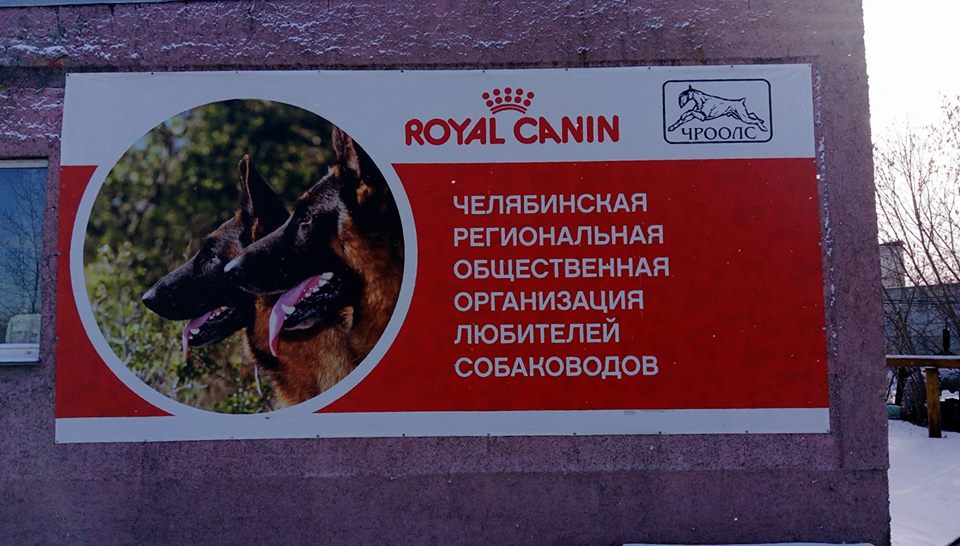 ROYAL CANIN
ЧРООЛС
ЧЕЛЯБИНСКАЯ
РЕГИОНАЛЬНАЯ
ОБЩЕСТВЕННАЯ
ОРГАНИЗАЦИЯ
ЛЮБИТЕЛЕЙ
СОБАКОВОДОВ